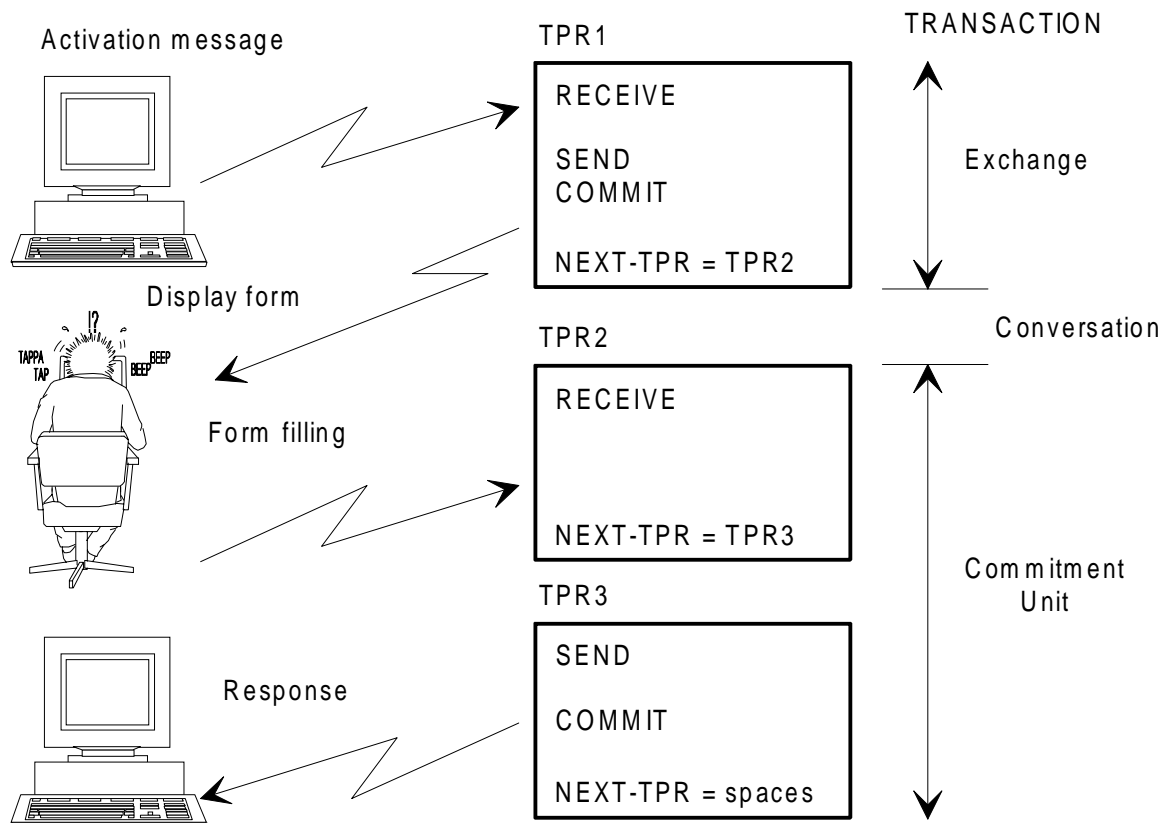 Activation message
TPR1
TRANSACTION
RECEIVE
SEND
COMMIT
NEXT-TPR = TPR2
Exchange
Display form
Conversation
!?
TAPPA
TAP
BEEP
BEEP
TPR2
RECEIVE
NEXT-TPR = TPR3
Form filling
Commitment
Unit
TPR3
SEND
COMMIT
NEXT-TPR = spaces
Response